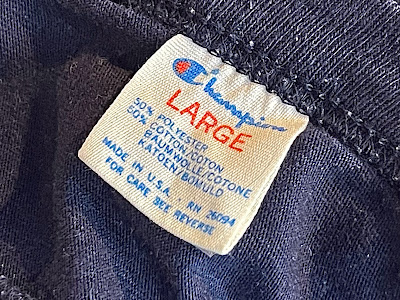 Champion
LARGE
50% POLYESTER
50% COTTON/COTON
BAUMWOLLE/COTONE
KATOEN/BOMULD
MADE IN U.S.A. RN 26094
FOR CARE SEE REVERSE